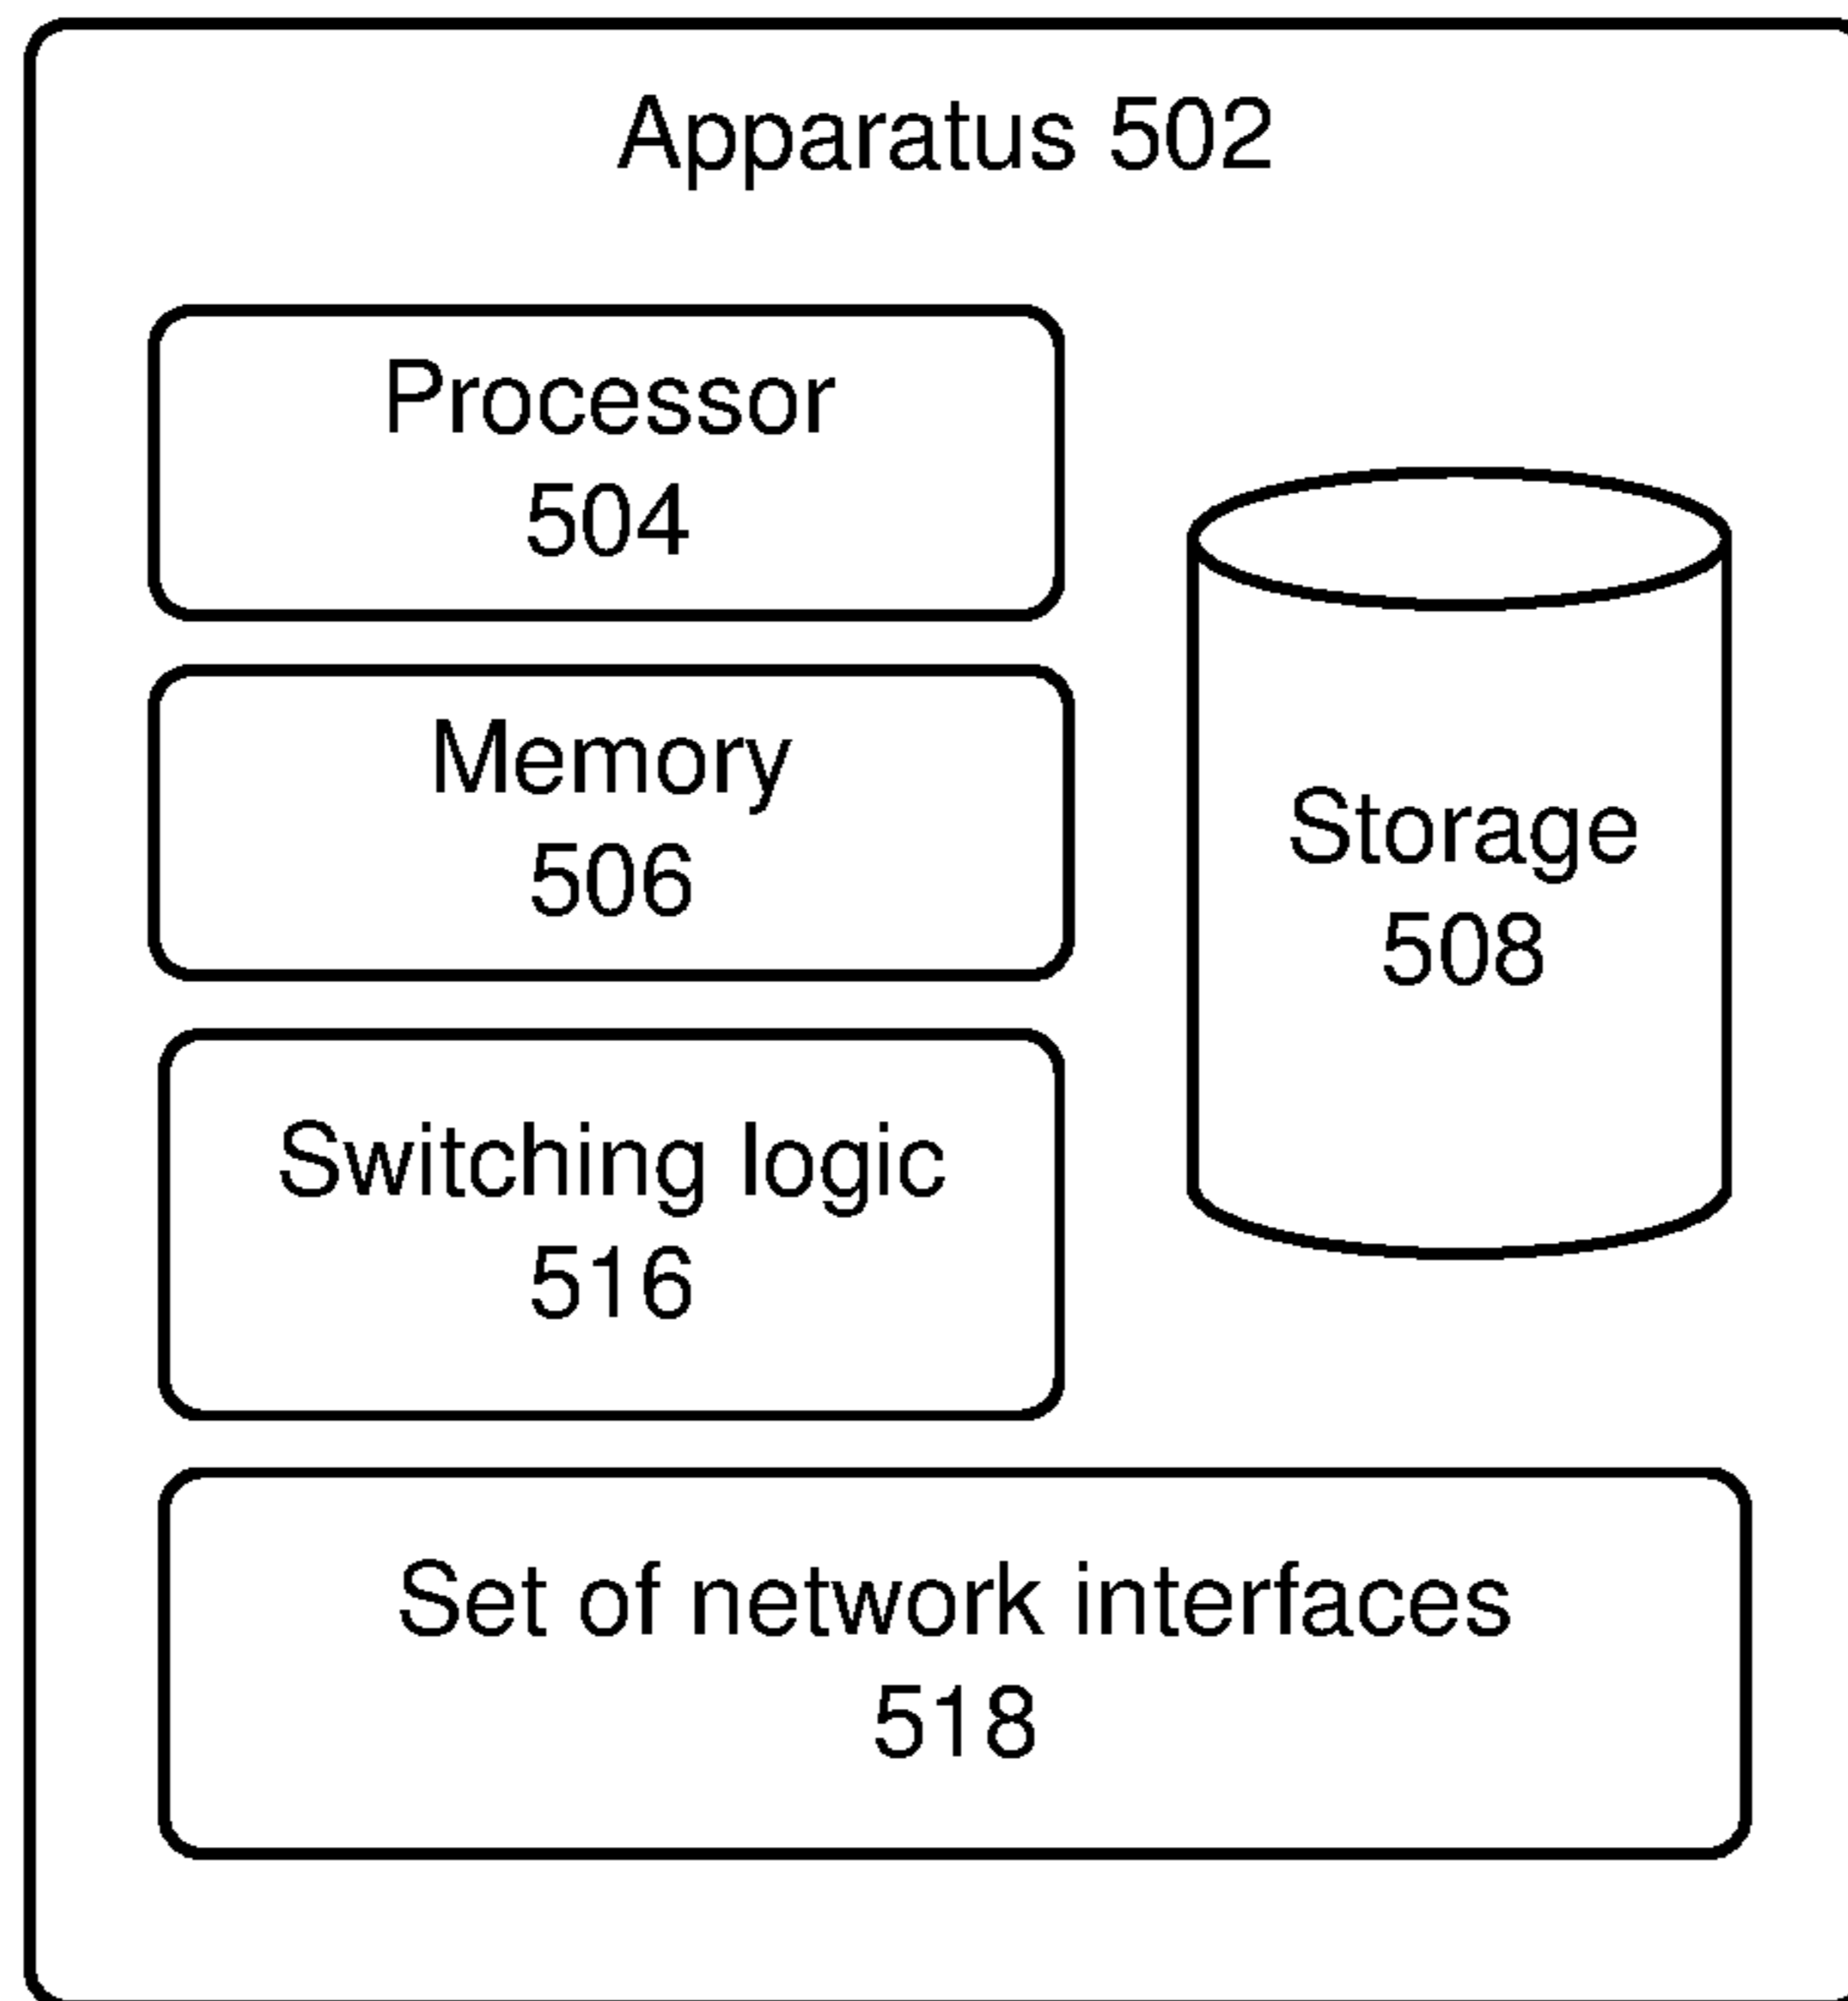 Apparatus 502
Processor
504
Memory
506
Storage
508
Switching logic
516
Set of network interfaces
518